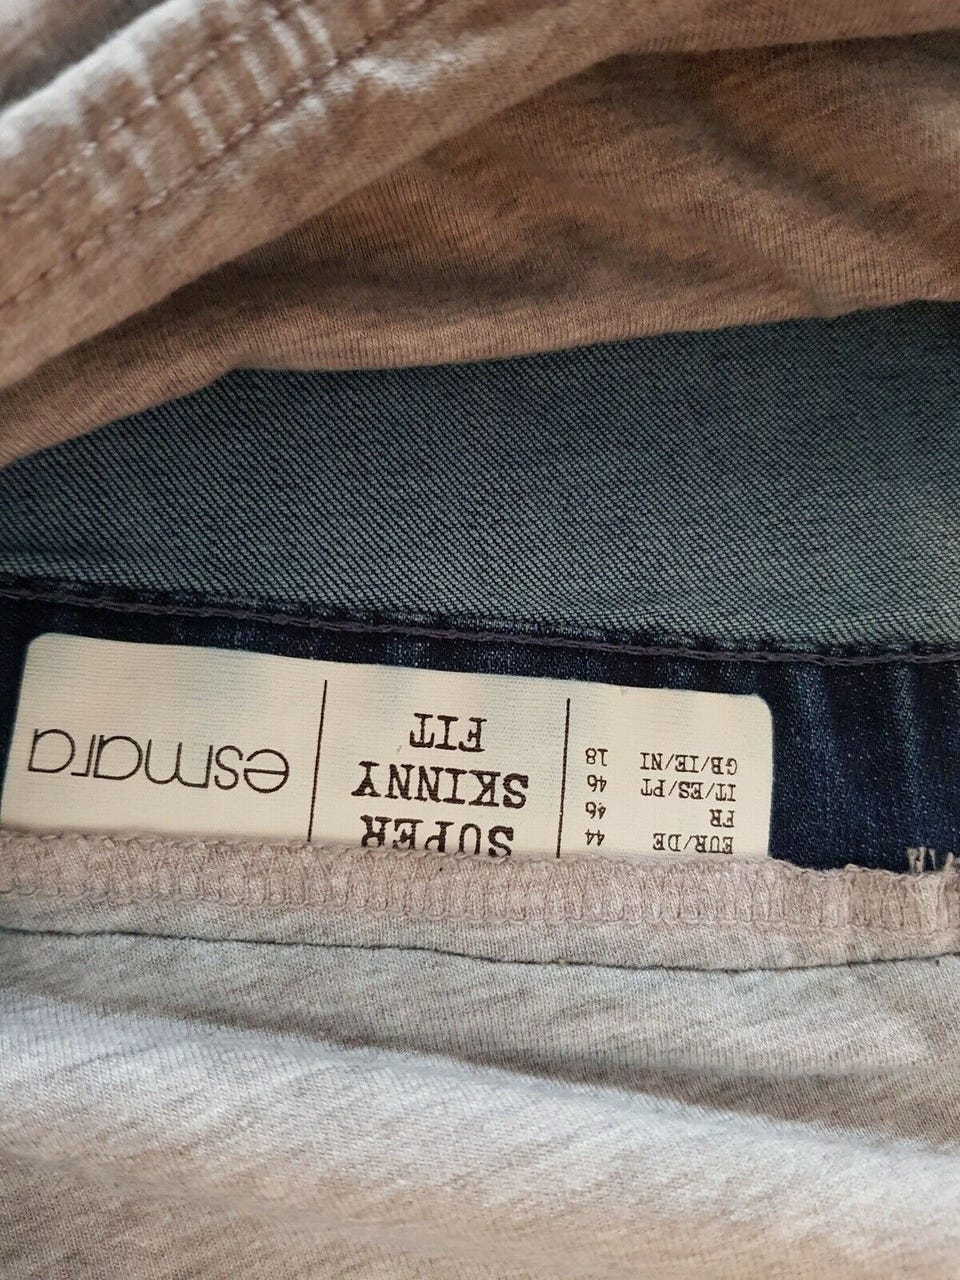 EUR/DE 44
FR 46
IT/ES/PT 46
GB/IE/NI 18
SUPER
SKINNY
FIT
esmara